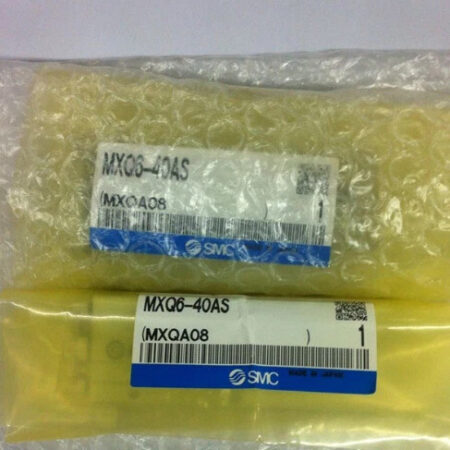 MXQ6-40AS
(MXQA08 ) 1
SMC
MXQ6-40AS
(MXQA08 ) 1
SMC MADE IN JAPAN